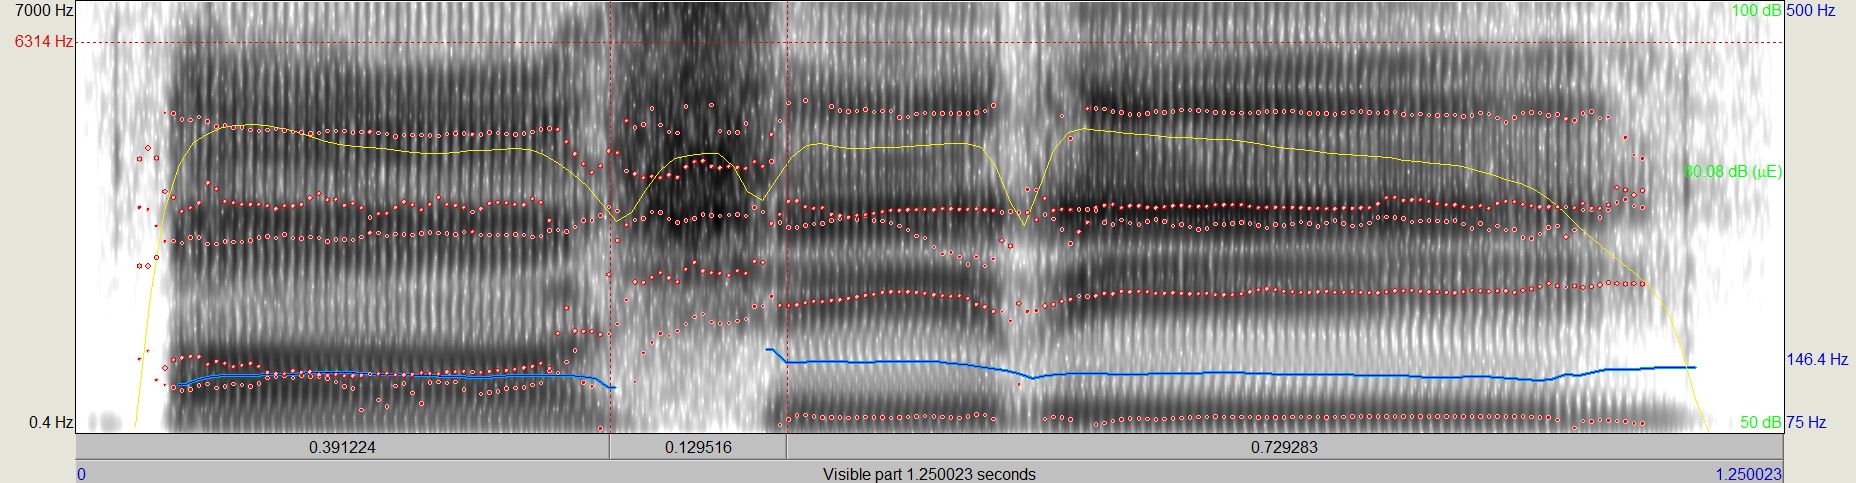 7000 Hz 100 dB 500 Hz
6314 Hz
80.08 dB (µE)
146.4 Hz
0.4 Hz 50 dB 75 Hz
0.391224 0.129516 0.729283
0 Visible part 1.250023 seconds 1.250023